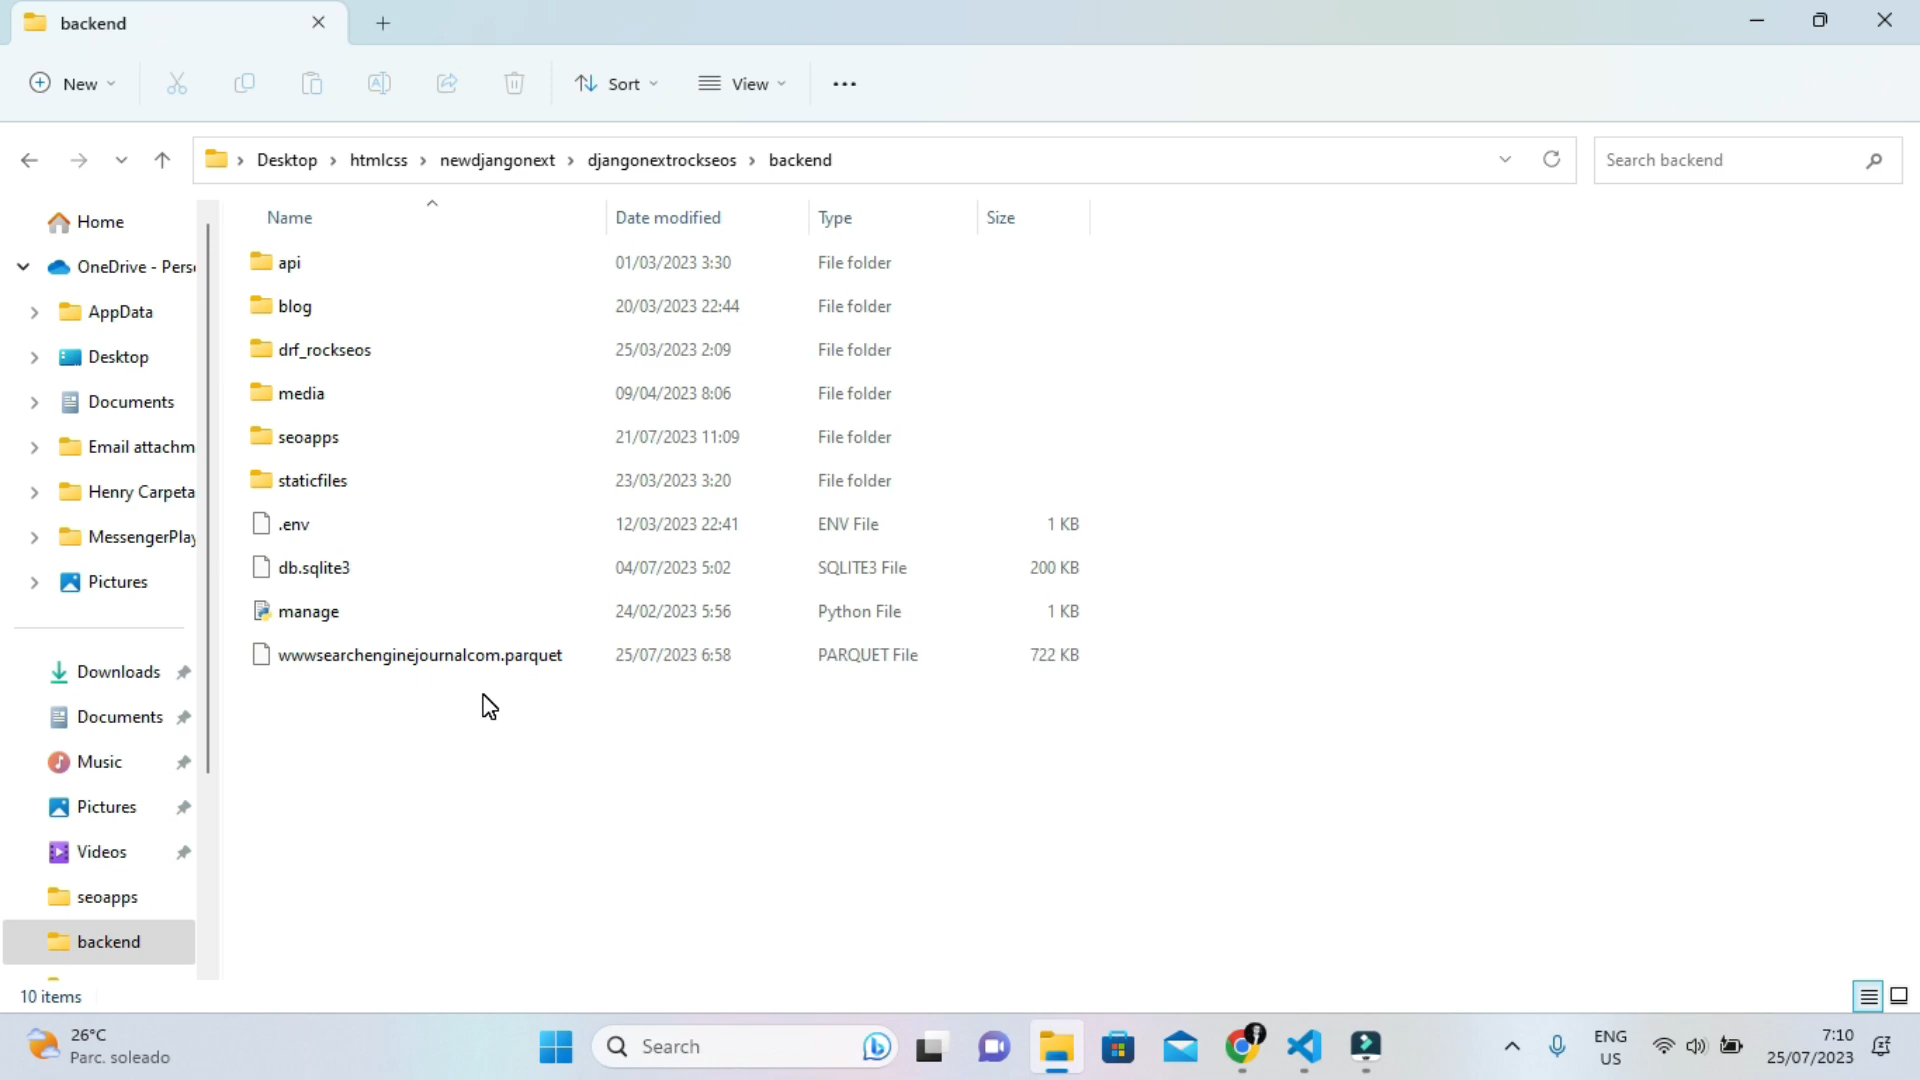 backend
New
Sort
View
Desktop > htmlcss > newdjangonext > djangonextrockseos > backend
Search backend
Home
OneDrive - Pers
AppData
Desktop
Documents
Email attachm
Henry Carpeta
MessengerPlay
Pictures
Downloads
Documents
Music
Pictures
Videos
seoapps
backend
Name Date modified Type Size
api 01/03/2023 3:30 File folder
blog 20/03/2023 22:44 File folder
drf_rockseos 25/03/2023 2:09 File folder
media 09/04/2023 8:06 File folder
seoapps 21/07/2023 11:09 File folder
staticfiles 23/03/2023 3:20 File folder
.env 12/03/2023 22:41 ENV File 1 KB
db.sqlite3 04/07/2023 5:02 SQLITE3 File 200 KB
manage 24/02/2023 5:56 Python File 1 KB
wwwsearchenginejournalcom.parquet 25/07/2023 6:58 PARQUET File 722 KB
10 items
26°C
Parc. soleado
Search
ENG
US
7:10
25/07/2023